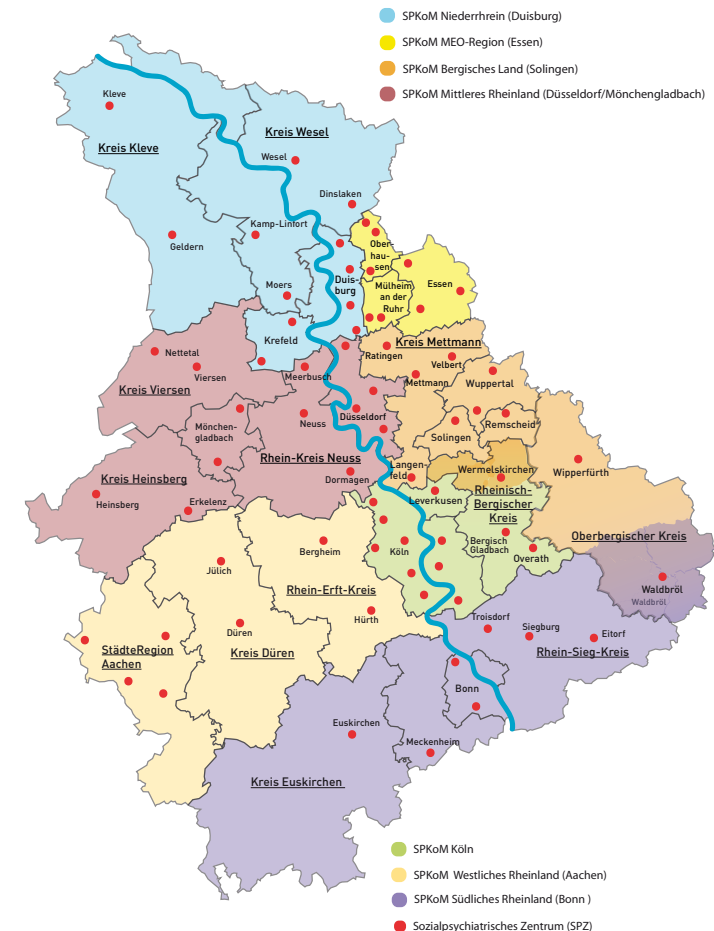 SPKoM Niederrhrein (Duisburg)
SPKoM MEO-Region (Essen)
SPKoM Bergisches Land (Solingen)
SPKoM Mittleres Rheinland (Düsseldorf/Mönchengladbach)
Kleve
Kreis Wesel
Kreis Kleve
Wesel
Dinslaken
Kamp-Linfort
Geldern
Ober-
hau-
sen
Duis-
burg
Essen
Moers
Mülheim
an der
Ruhr
Krefeld
Kreis Mettmann
Nettetal
Ratingen
Velbert
Viersen
Meerbusch
Mettmann
Wuppertal
Kreis Viersen
Neuss
Düsseldorf
Remscheid
Mönchen-
gladbach
Solingen
Rhein-Kreis Neuss
Langen-
feld
Wermelskirchen
Wipperfürth
Kreis Heinsberg
Dormagen
Rheinisch-
Bergischer
Kreis
Heinsberg
Erkelenz
Leverkusen
Oberbergischer Kreis
Köln
Bergisch
Gladbach
Overath
Bergheim
Jülich
Rhein-Erft-Kreis
Waldbröl
Waldbröl
Hürth
Troisdorf
Düren
Siegburg
Eitorf
StädteRegion
Aachen
Kreis Düren
Rhein-Sieg-Kreis
Bonn
Euskirchen
Meckenheim
Kreis Euskirchen
SPKoM Köln
SPKoM Westliches Rheinland (Aachen)
SPKoM Südliches Rheinland (Bonn )
Sozialpsychiatrisches Zentrum (SPZ)